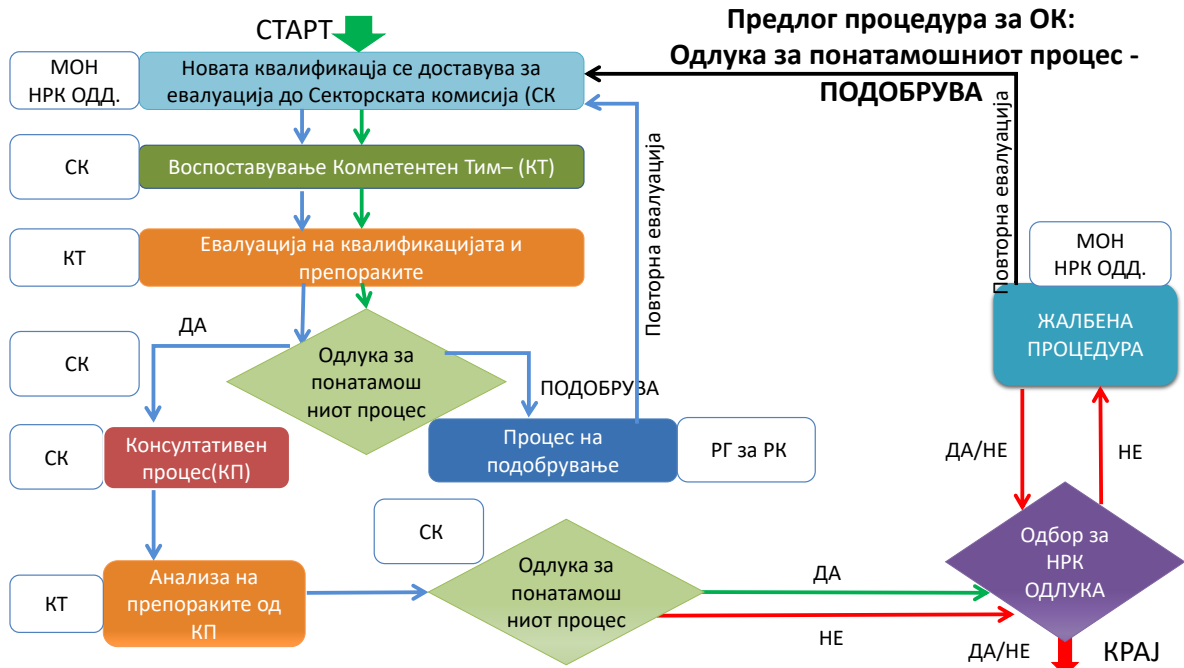 Предлог процедура за ОК:
Одлука за понатамошниот процес -
ПОДОБРУВА
СТАРТ
МОН
НРК ОДД.
Новата квалификацја се доставува за
евалуација до Секторската комисија (СК
СК
Воспоставување Компетентен Тим– (КТ)
КТ
Евалуација на квалификацијата и
препораките
Повторна евалуација
Повторна евалуација
МОН
НРК ОДД.
ЖАЛБЕНА
ПРОЦЕДУРА
ДА
СК
Одлука за
понатамош
ниот процес
ПОДОБРУВА
СК
Консултативен
процес(КП)
Процес на
подобрување
РГ за РК
ДА/НЕ
НЕ
СК
КТ
Анализа на
препораките од
КП
Одлука за
понатамош
ниот процес
ДА
НЕ
Одбор за
НРК
ОДЛУКА
ДА/НЕ
КРАЈ